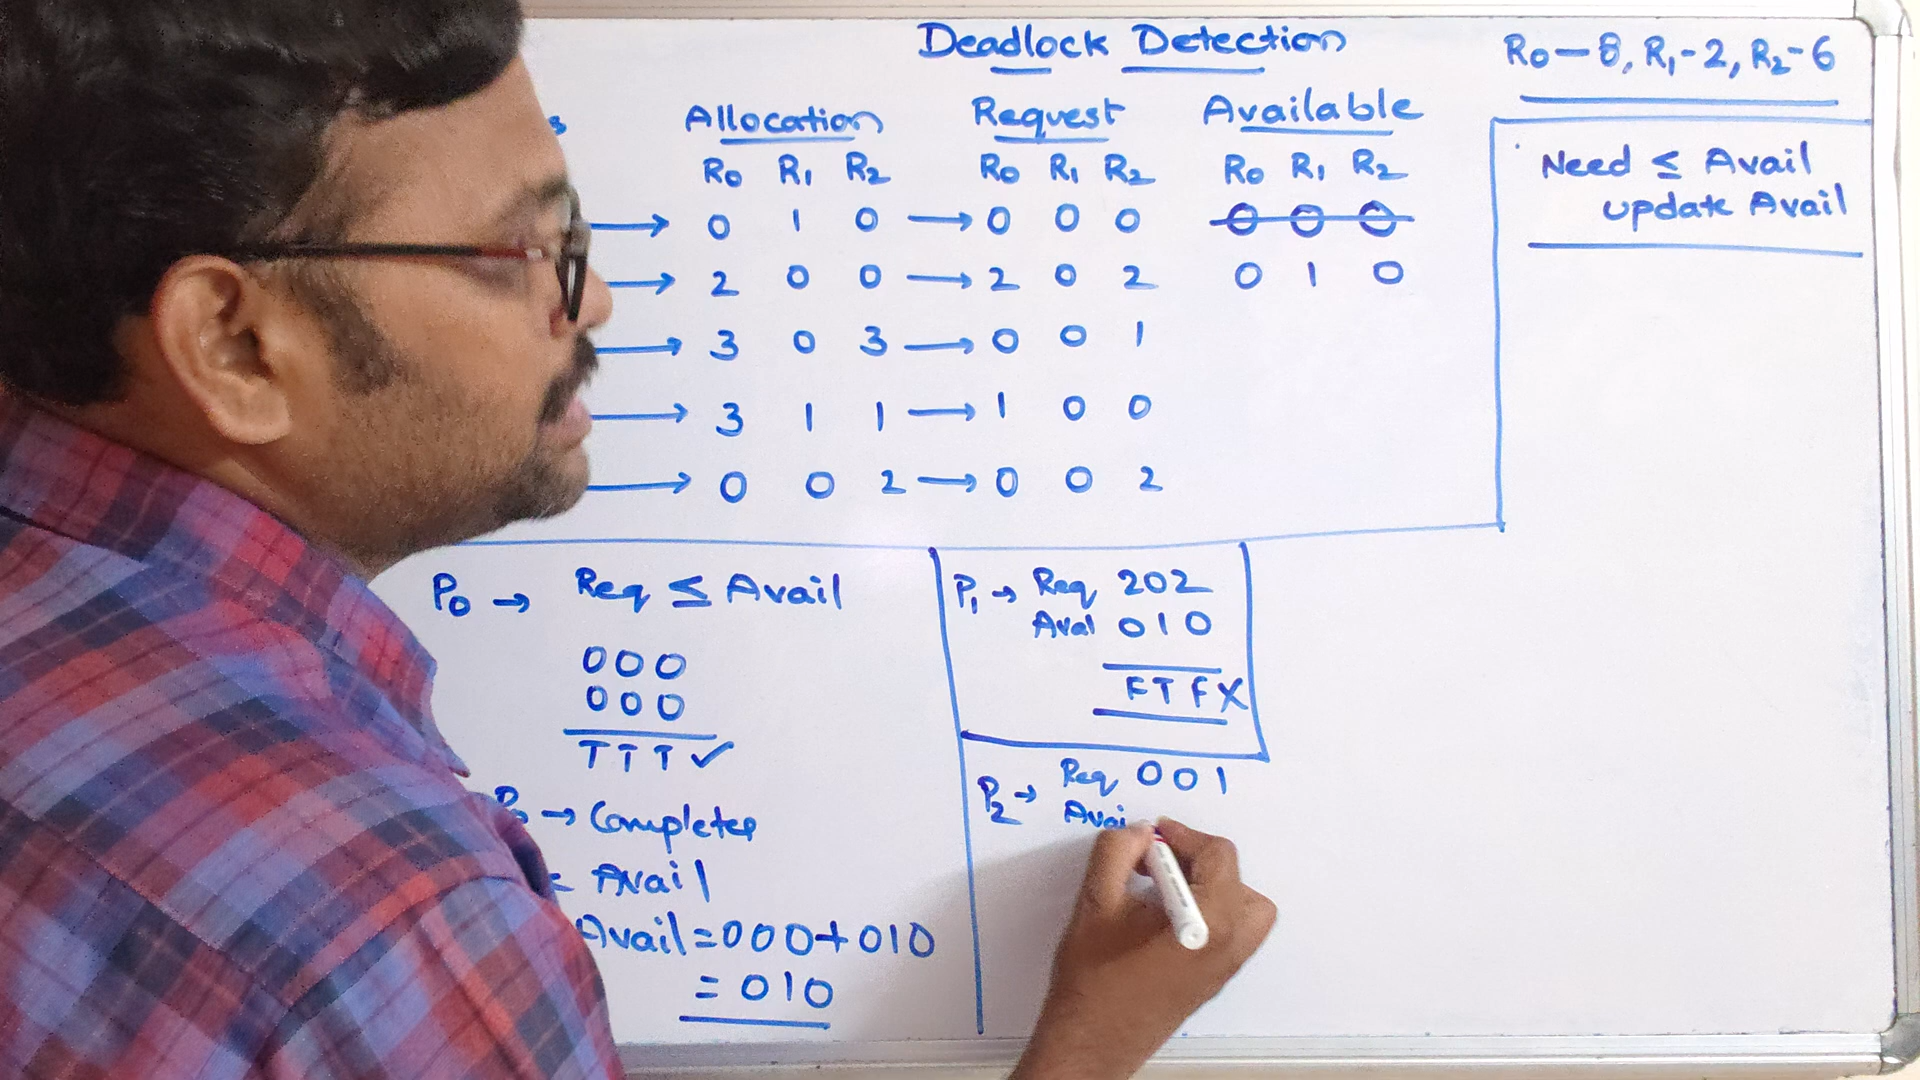 Deadlock Detection
R0 - 8, R1 - 2, R2 - 6
Allocation Request Available
R0 R1 R2 R0 R1 R2 R0 R1 R2
→ 0 1 0 → 0 0 0 0 0 0
→ 2 0 0 → 2 0 2 0 1 0
→ 3 0 3 → 0 0 1
→ 3 1 1 → 1 0 0
→ 0 0 2 → 0 0 2
Need ≤ Avail
update Avail
P0 → Req ≤ Avail
000
000
T T T ✓
P0 → Completes
= Avail
Avail = 000 + 010
= 010
P1 → Req 202
Aval 010
F T F X
P2 → Req 001
Avai